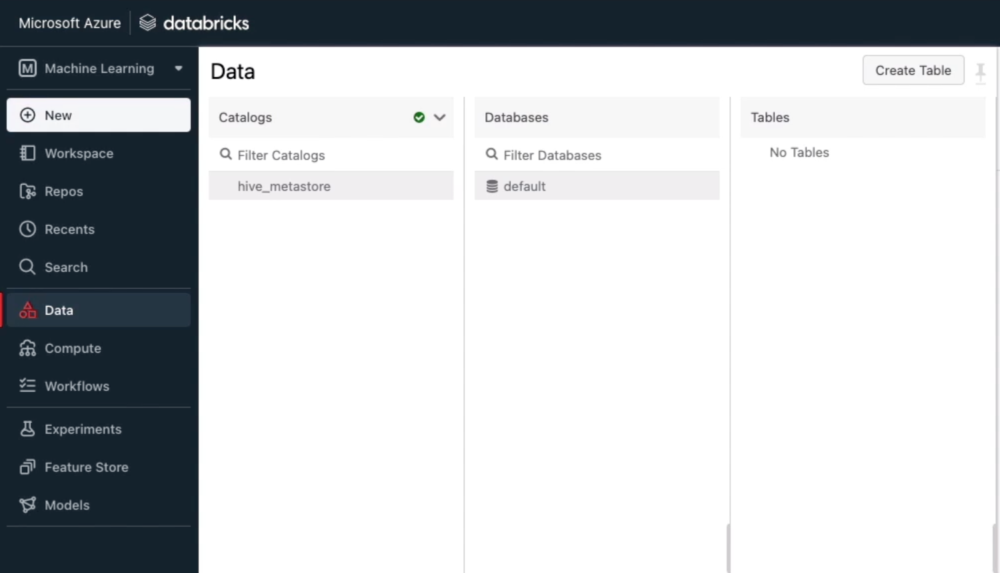 Microsoft Azure databricks
M Machine Learning
New
Workspace
Repos
Recents
Search
Data
Compute
Workflows
Experiments
Feature Store
Models
Data
Create Table
Catalogs
Filter Catalogs
hive_metastore
Databases
Filter Databases
default
Tables
No Tables